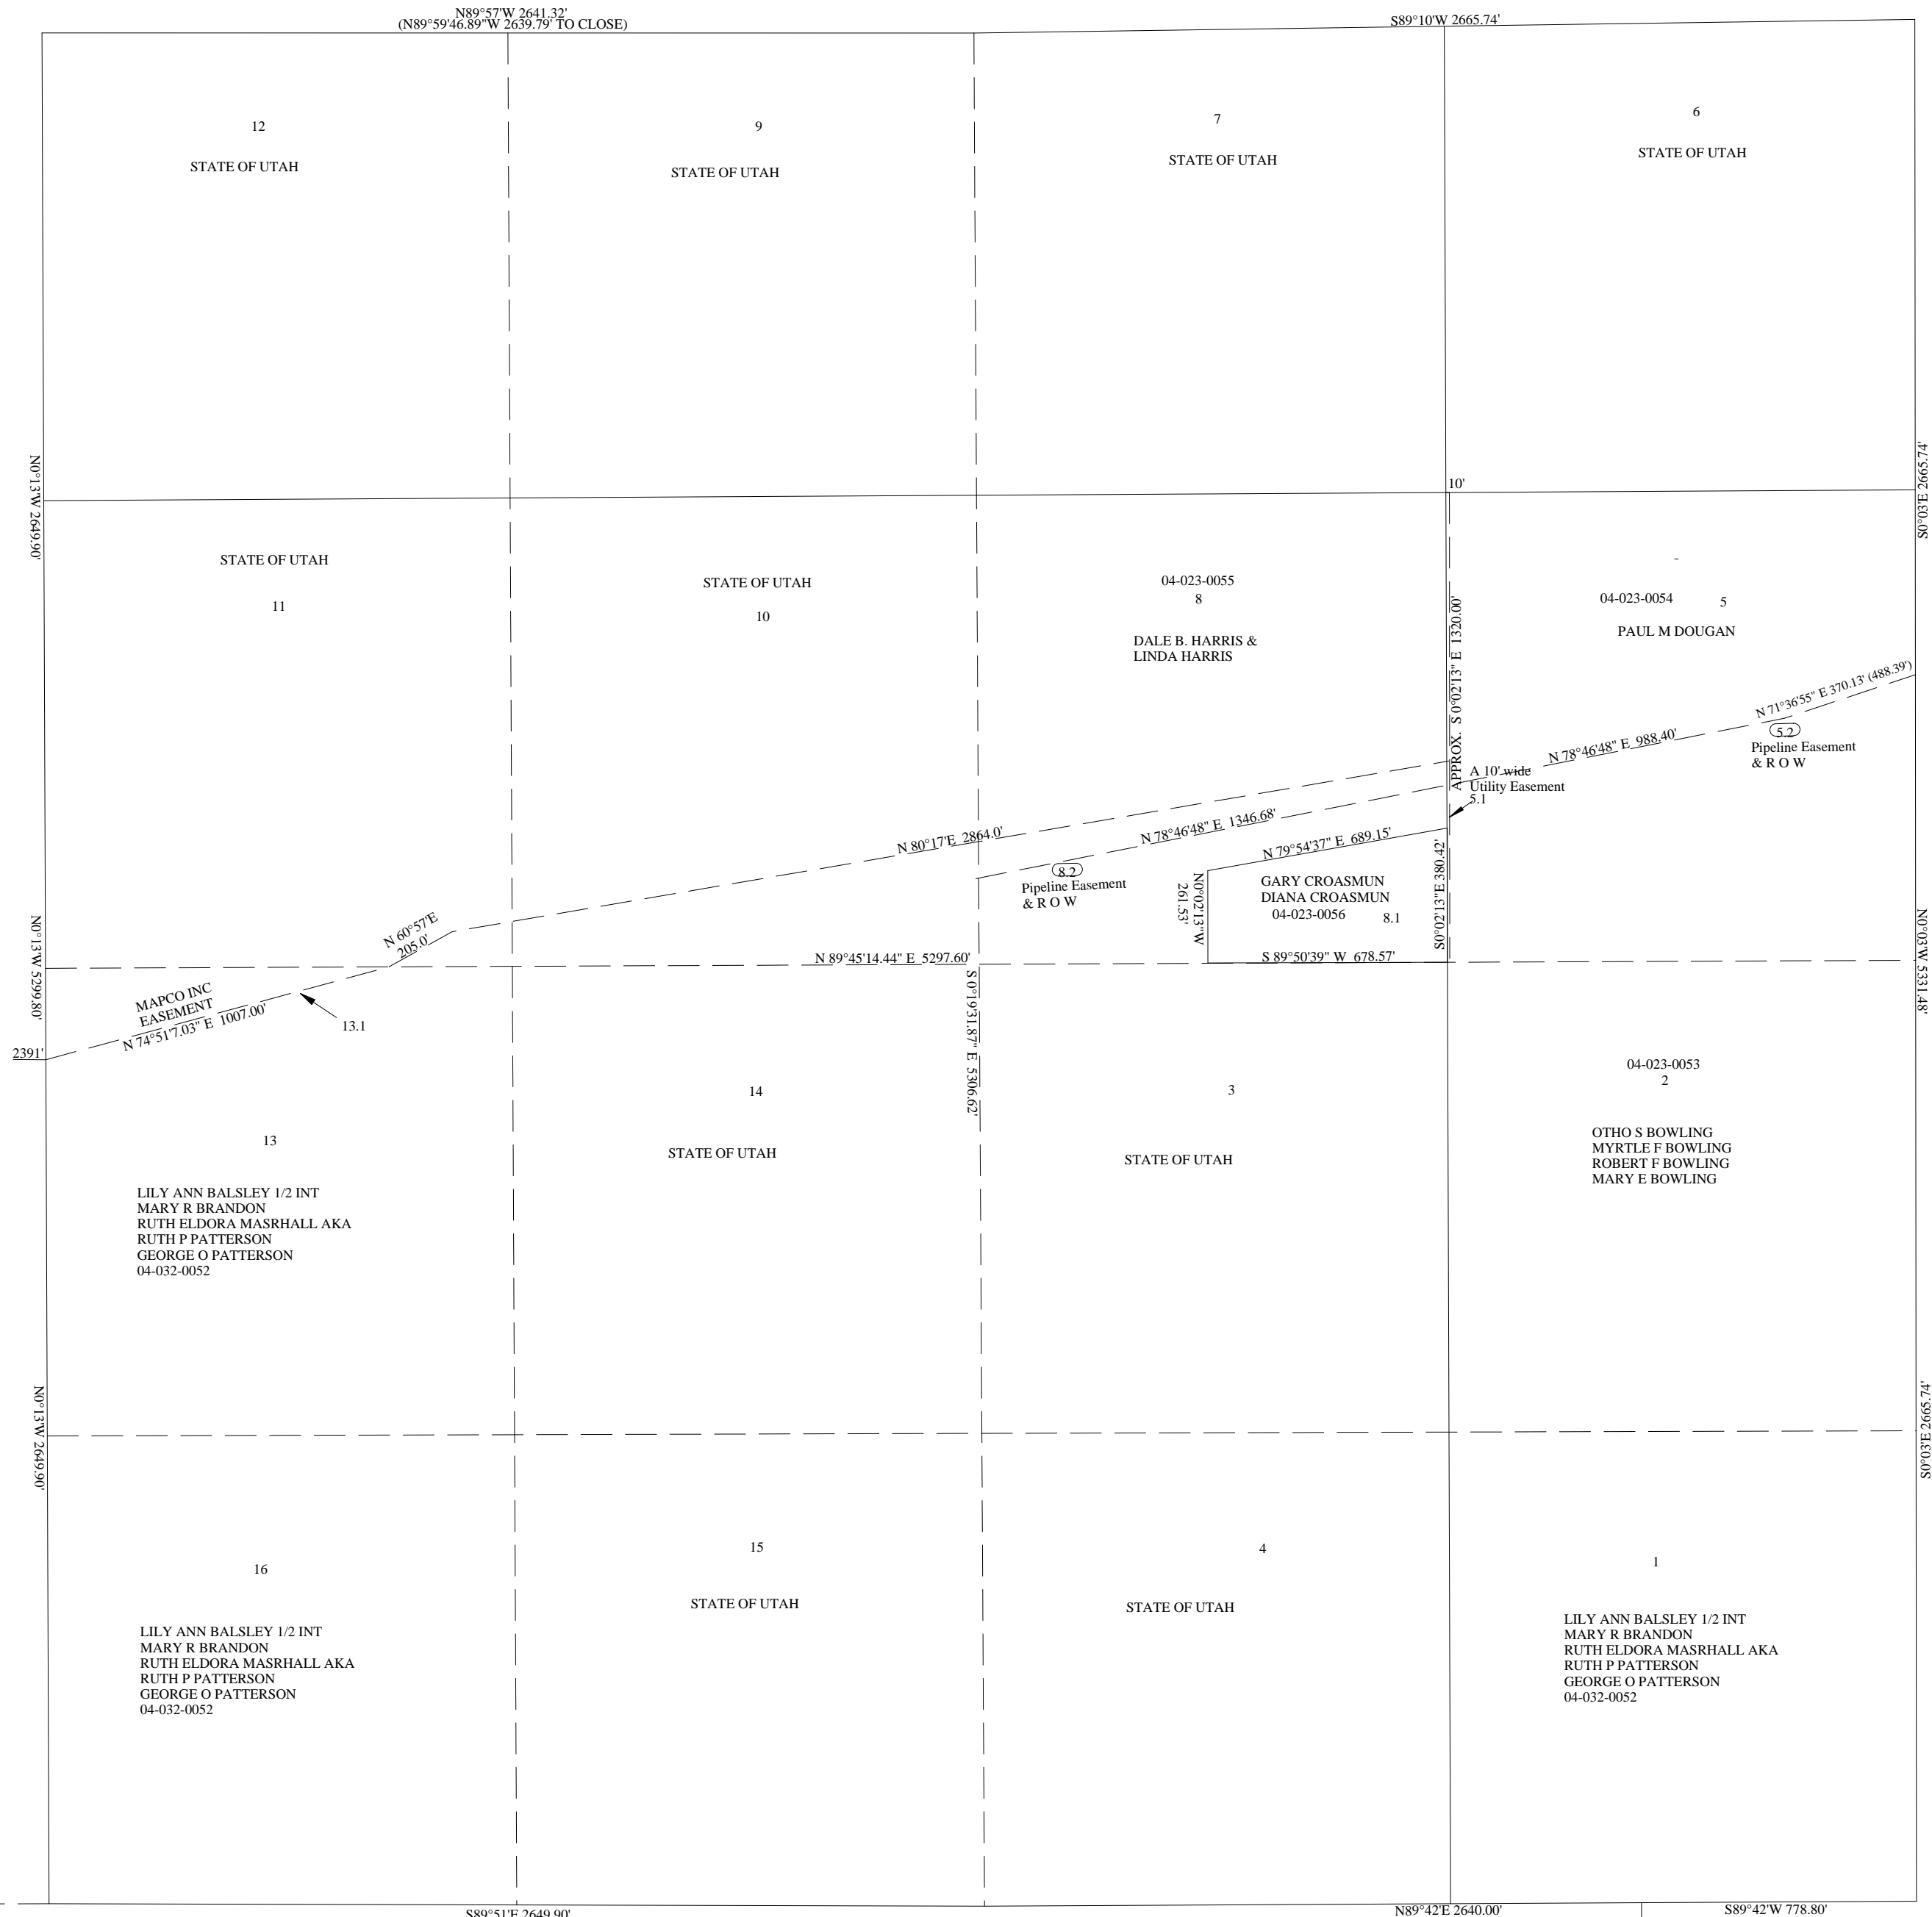 N89°57'W 2641.32'
(N89°59'46.89"W 2639.79' TO CLOSE)
S89°10'W 2665.74'
12
STATE OF UTAH
9
STATE OF UTAH
7
STATE OF UTAH
6
STATE OF UTAH
N0°13'W 2649.90'
S0°03'E 2665.74'
10'
STATE OF UTAH
11
STATE OF UTAH
10
04-023-0055
8
DALE B. HARRIS &
LINDA HARRIS
APPROX. S 0°02'13" E 1320.00'
-
04-023-0054 5
PAUL M DOUGAN
N 71°36'55" E 370.13' (488.39')
5.2
Pipeline Easement
& R O W
N 78°46'48" E 988.40'
A 10' wide
Utility Easement
5.1
N 80°17'E 2864.0'
N 78°46'48" E 1346.68'
8.2
Pipeline Easement
& R O W
N 79°54'37" E 689.15'
N0°02'13"W
261.53'
GARY CROASMUN
DIANA CROASMUN
04-023-0056 8.1
S0°02'13"E 380.42'
S 89°50'39" W 678.57'
N 60°57'E
205.0'
N 89°45'14.44" E 5297.60'
N0°13'W 5299.80'
N0°03'W 5331.48'
MAPCO INC
EASEMENT
N 74°51'7.03" E 1007.00'
13.1
2391'
S 0°19'31.87" E 5306.62'
13
LILY ANN BALSLEY 1/2 INT
MARY R BRANDON
RUTH ELDORA MASRHALL AKA
RUTH P PATTERSON
GEORGE O PATTERSON
04-032-0052
14
STATE OF UTAH
3
STATE OF UTAH
04-023-0053
2
OTHO S BOWLING
MYRTLE F BOWLING
ROBERT F BOWLING
MARY E BOWLING
N0°13'W 2649.90'
S0°03'E 2665.74'
16
LILY ANN BALSLEY 1/2 INT
MARY R BRANDON
RUTH ELDORA MASRHALL AKA
RUTH P PATTERSON
GEORGE O PATTERSON
04-032-0052
15
STATE OF UTAH
4
STATE OF UTAH
1
LILY ANN BALSLEY 1/2 INT
MARY R BRANDON
RUTH ELDORA MASRHALL AKA
RUTH P PATTERSON
GEORGE O PATTERSON
04-032-0052
S89°51'E 2649.90'
N89°42'E 2640.00'
S89°42'W 778.80'